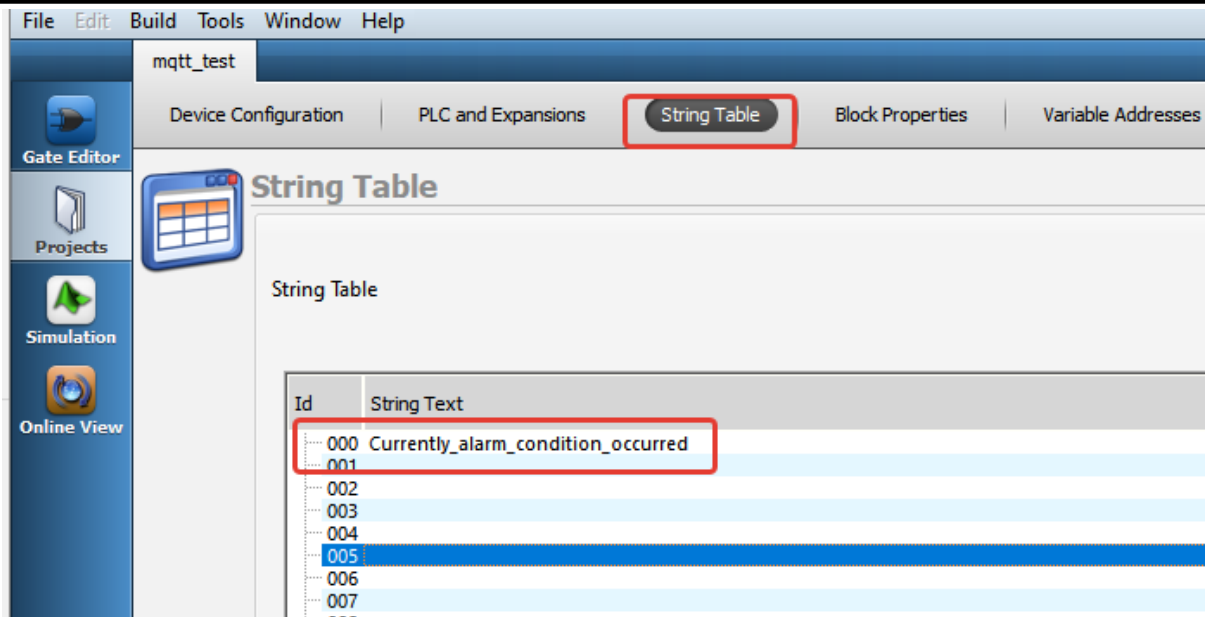 File Edit Build Tools Window Help
mqtt_test
Device Configuration PLC and Expansions String Table Block Properties Variable Addresses
Gate Editor
String Table
Projects
String Table
Simulation
Id String Text
Online View
000 Currently_alarm_condition_occurred
001
002
003
004
005
006
007